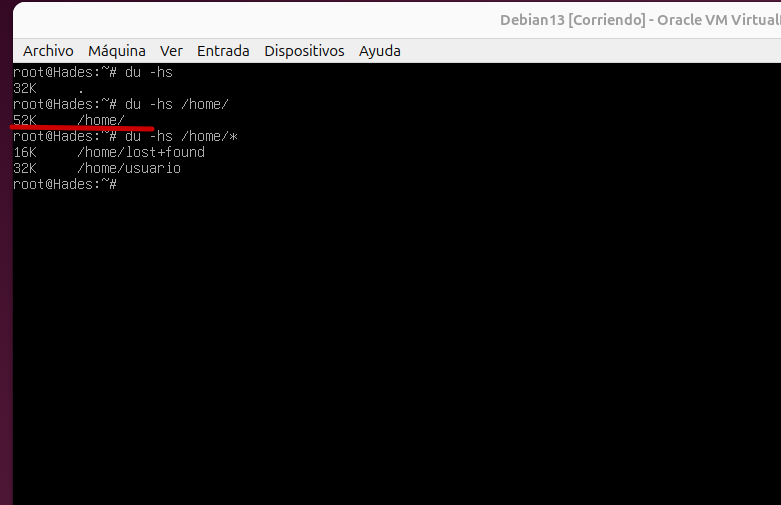 Debian13 [Corriendo] - Oracle VM Virtual
Archivo Máquina Ver Entrada Dispositivos Ayuda
root@Hades:~# du -hs
32K .
root@Hades:~# du -hs /home/
52K /home/
root@Hades:~# du -hs /home/*
16K /home/lost+found
32K /home/usuario
root@Hades:~#